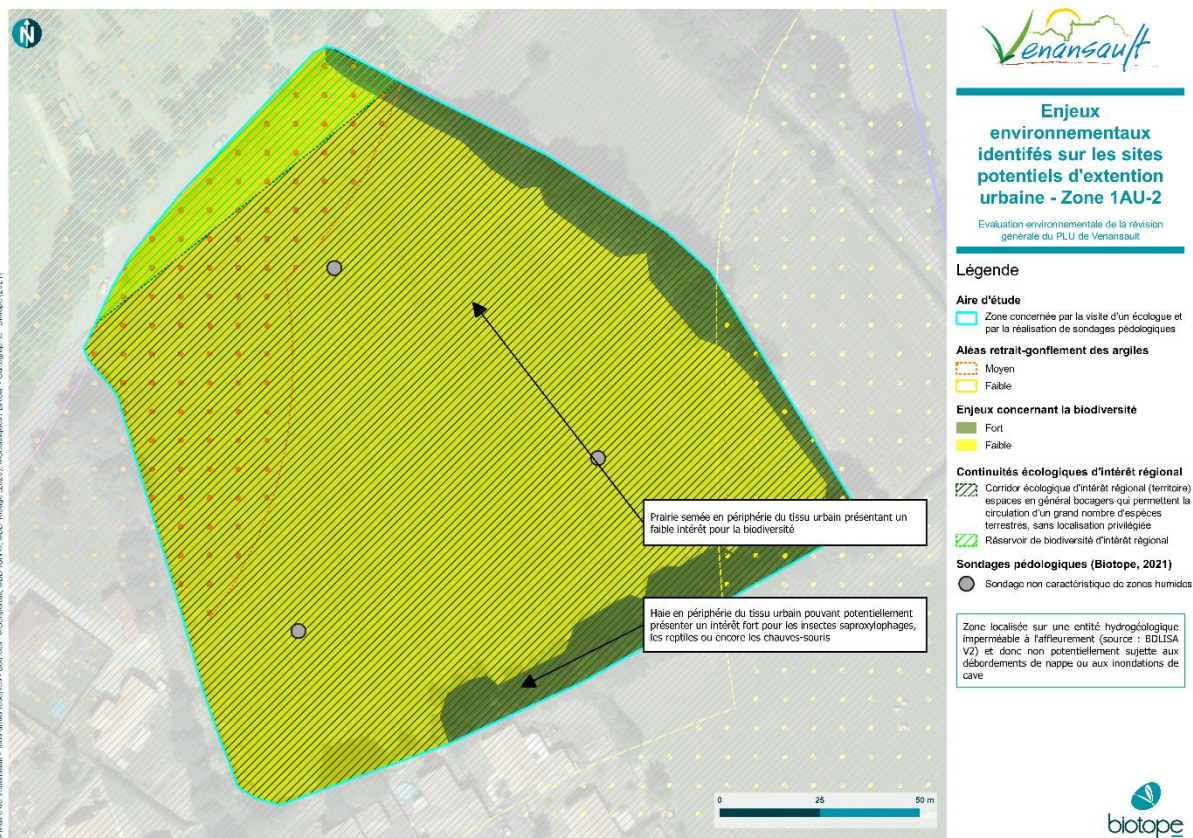 N
Prairie semée en périphérie du tissu urbain présentant un
faible intérêt pour la biodiversité
Haie en périphérie du tissu urbain pouvant potentiellement
présenter un intérêt fort pour les insectes saproxylophages,
les reptiles ou encore les chauves-souris
0 25 50 m
Venansault
Enjeux
environnementaux
identifés sur les sites
potentiels d'extention
urbaine - Zone 1AU-2
Evaluation environnementale de la révision
générale du PLU de Venansault
Légende
Aire d'étude
Zone concernée par la visite d'un écologue et
par la réalisation de sondages pédologiques
Aléas retrait-gonflement des argiles
Moyen
Faible
Enjeux concernant la biodiversité
Fort
Faible
Continuités écologiques d'intérêt régional
Corridor écologique d'intérêt régional (territoire)
espaces en général bocagers qui permettent la
circulation d'un grand nombre d'espèces
terrestres, sans localisation privilégiée
Réservoir de biodiversité d'intérêt régional
Sondages pédologiques (Biotope, 2021)
Sondage non caractéristique de zones humides
Zone localisée sur une entité hydrogéologique
imperméable à l'affleurement (source : BDLISA
V2) et donc non potentiellement sujette aux
débordements de nappe ou aux inondations de
cave
biotope